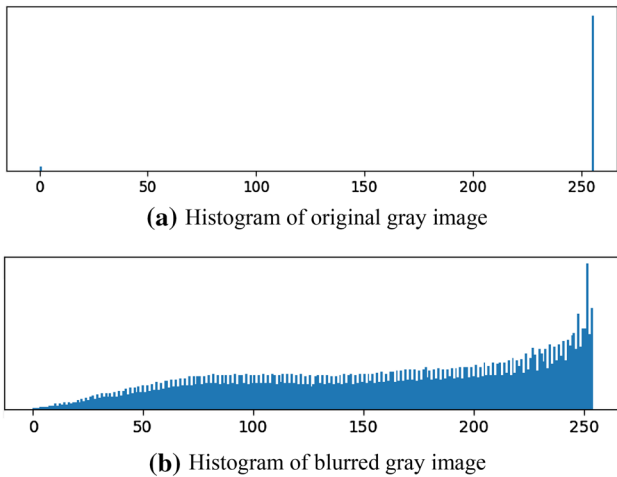 0 50 100 150 200 250
(a) Histogram of original gray image
0 50 100 150 200 250
(b) Histogram of blurred gray image